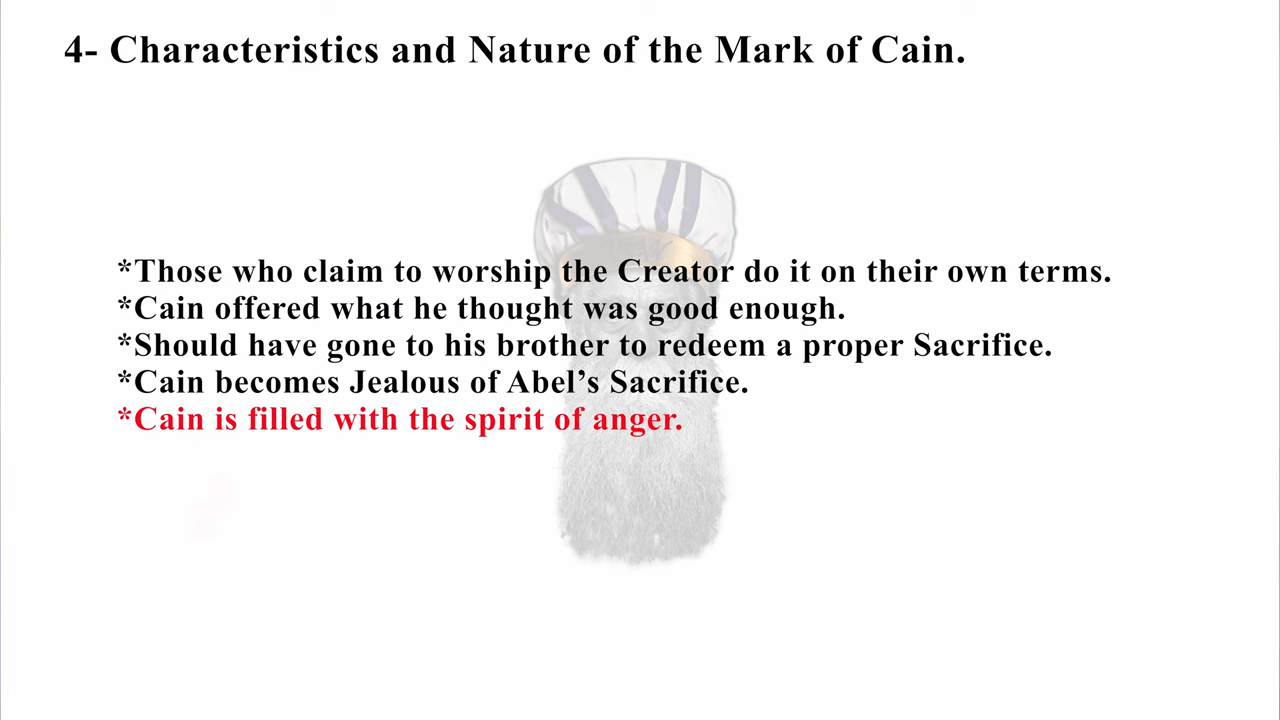 4- Characteristics and Nature of the Mark of Cain.
*Those who claim to worship the Creator do it on their own terms.
*Cain offered what he thought was good enough.
*Should have gone to his brother to redeem a proper Sacrifice.
*Cain becomes Jealous of Abel’s Sacrifice.
*Cain is filled with the spirit of anger.